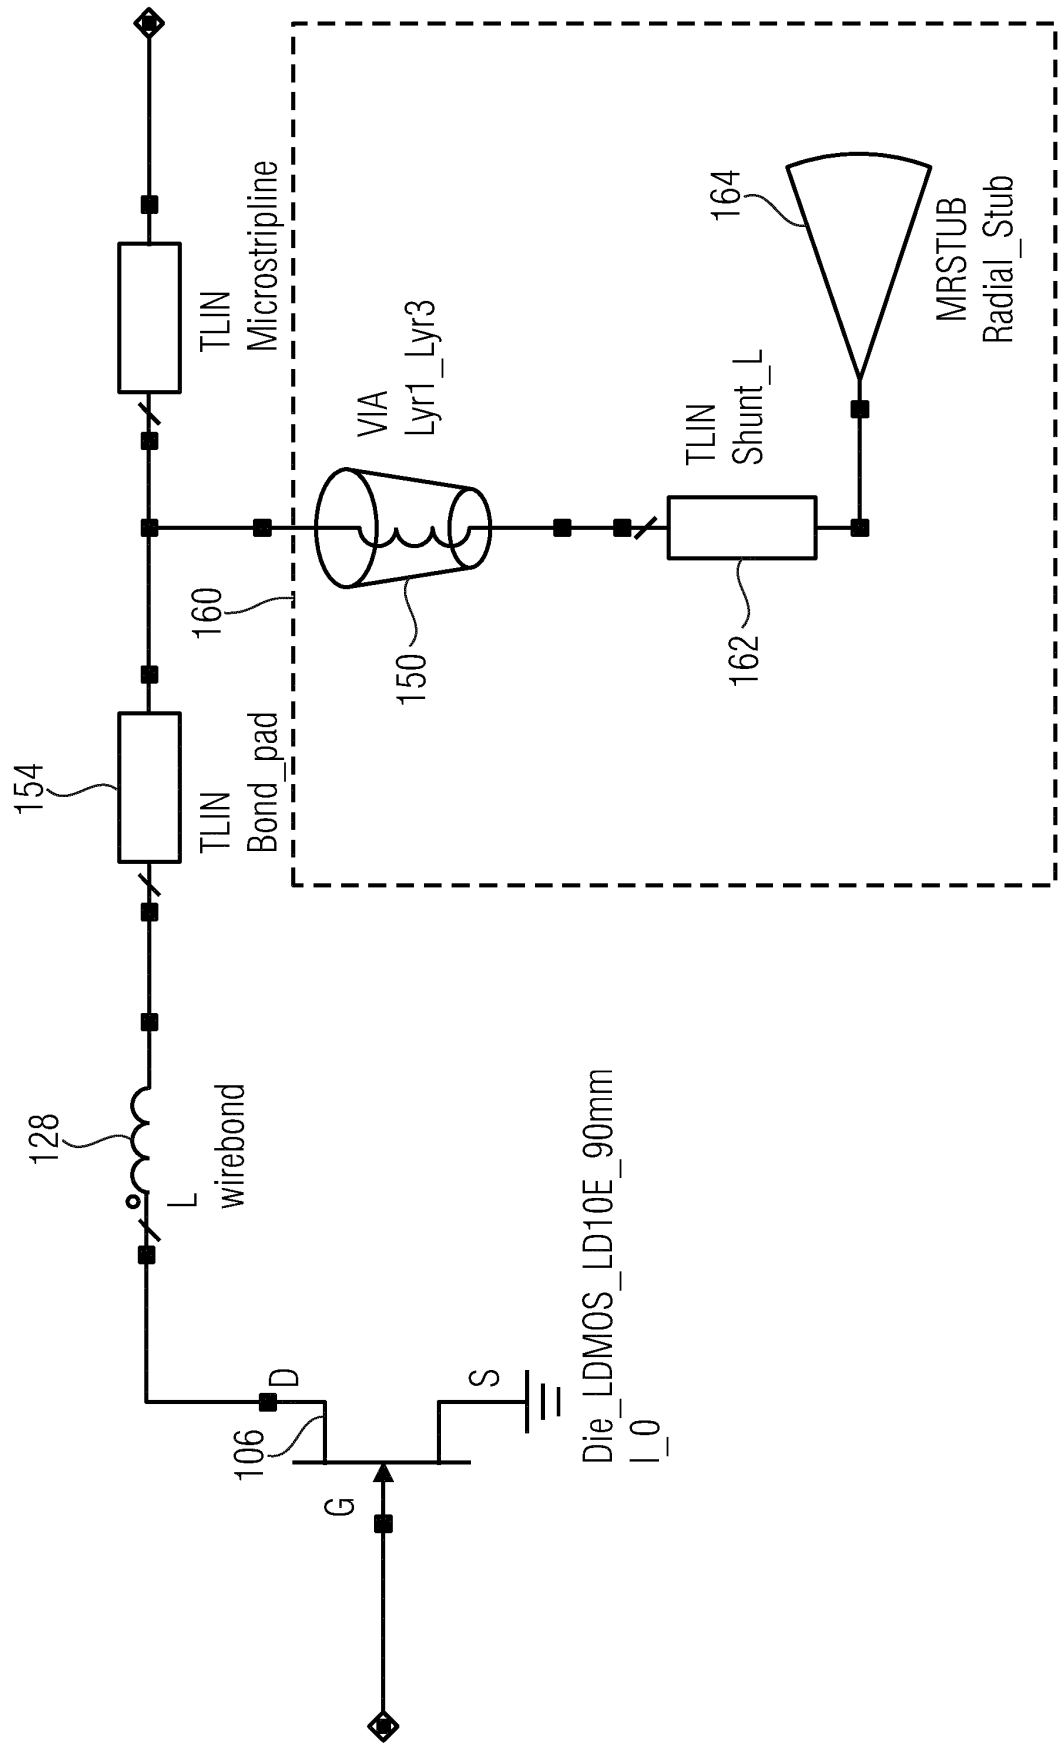 106
G
D
S
Die_LDMOS_LD10E_90mm
I_0
128
L
wirebond
154
TLIN
Bond_pad
160
150
VIA
Lyr1_Lyr3
TLIN
Microstripline
162
TLIN
Shunt_L
164
MRSTUB
Radial_Stub